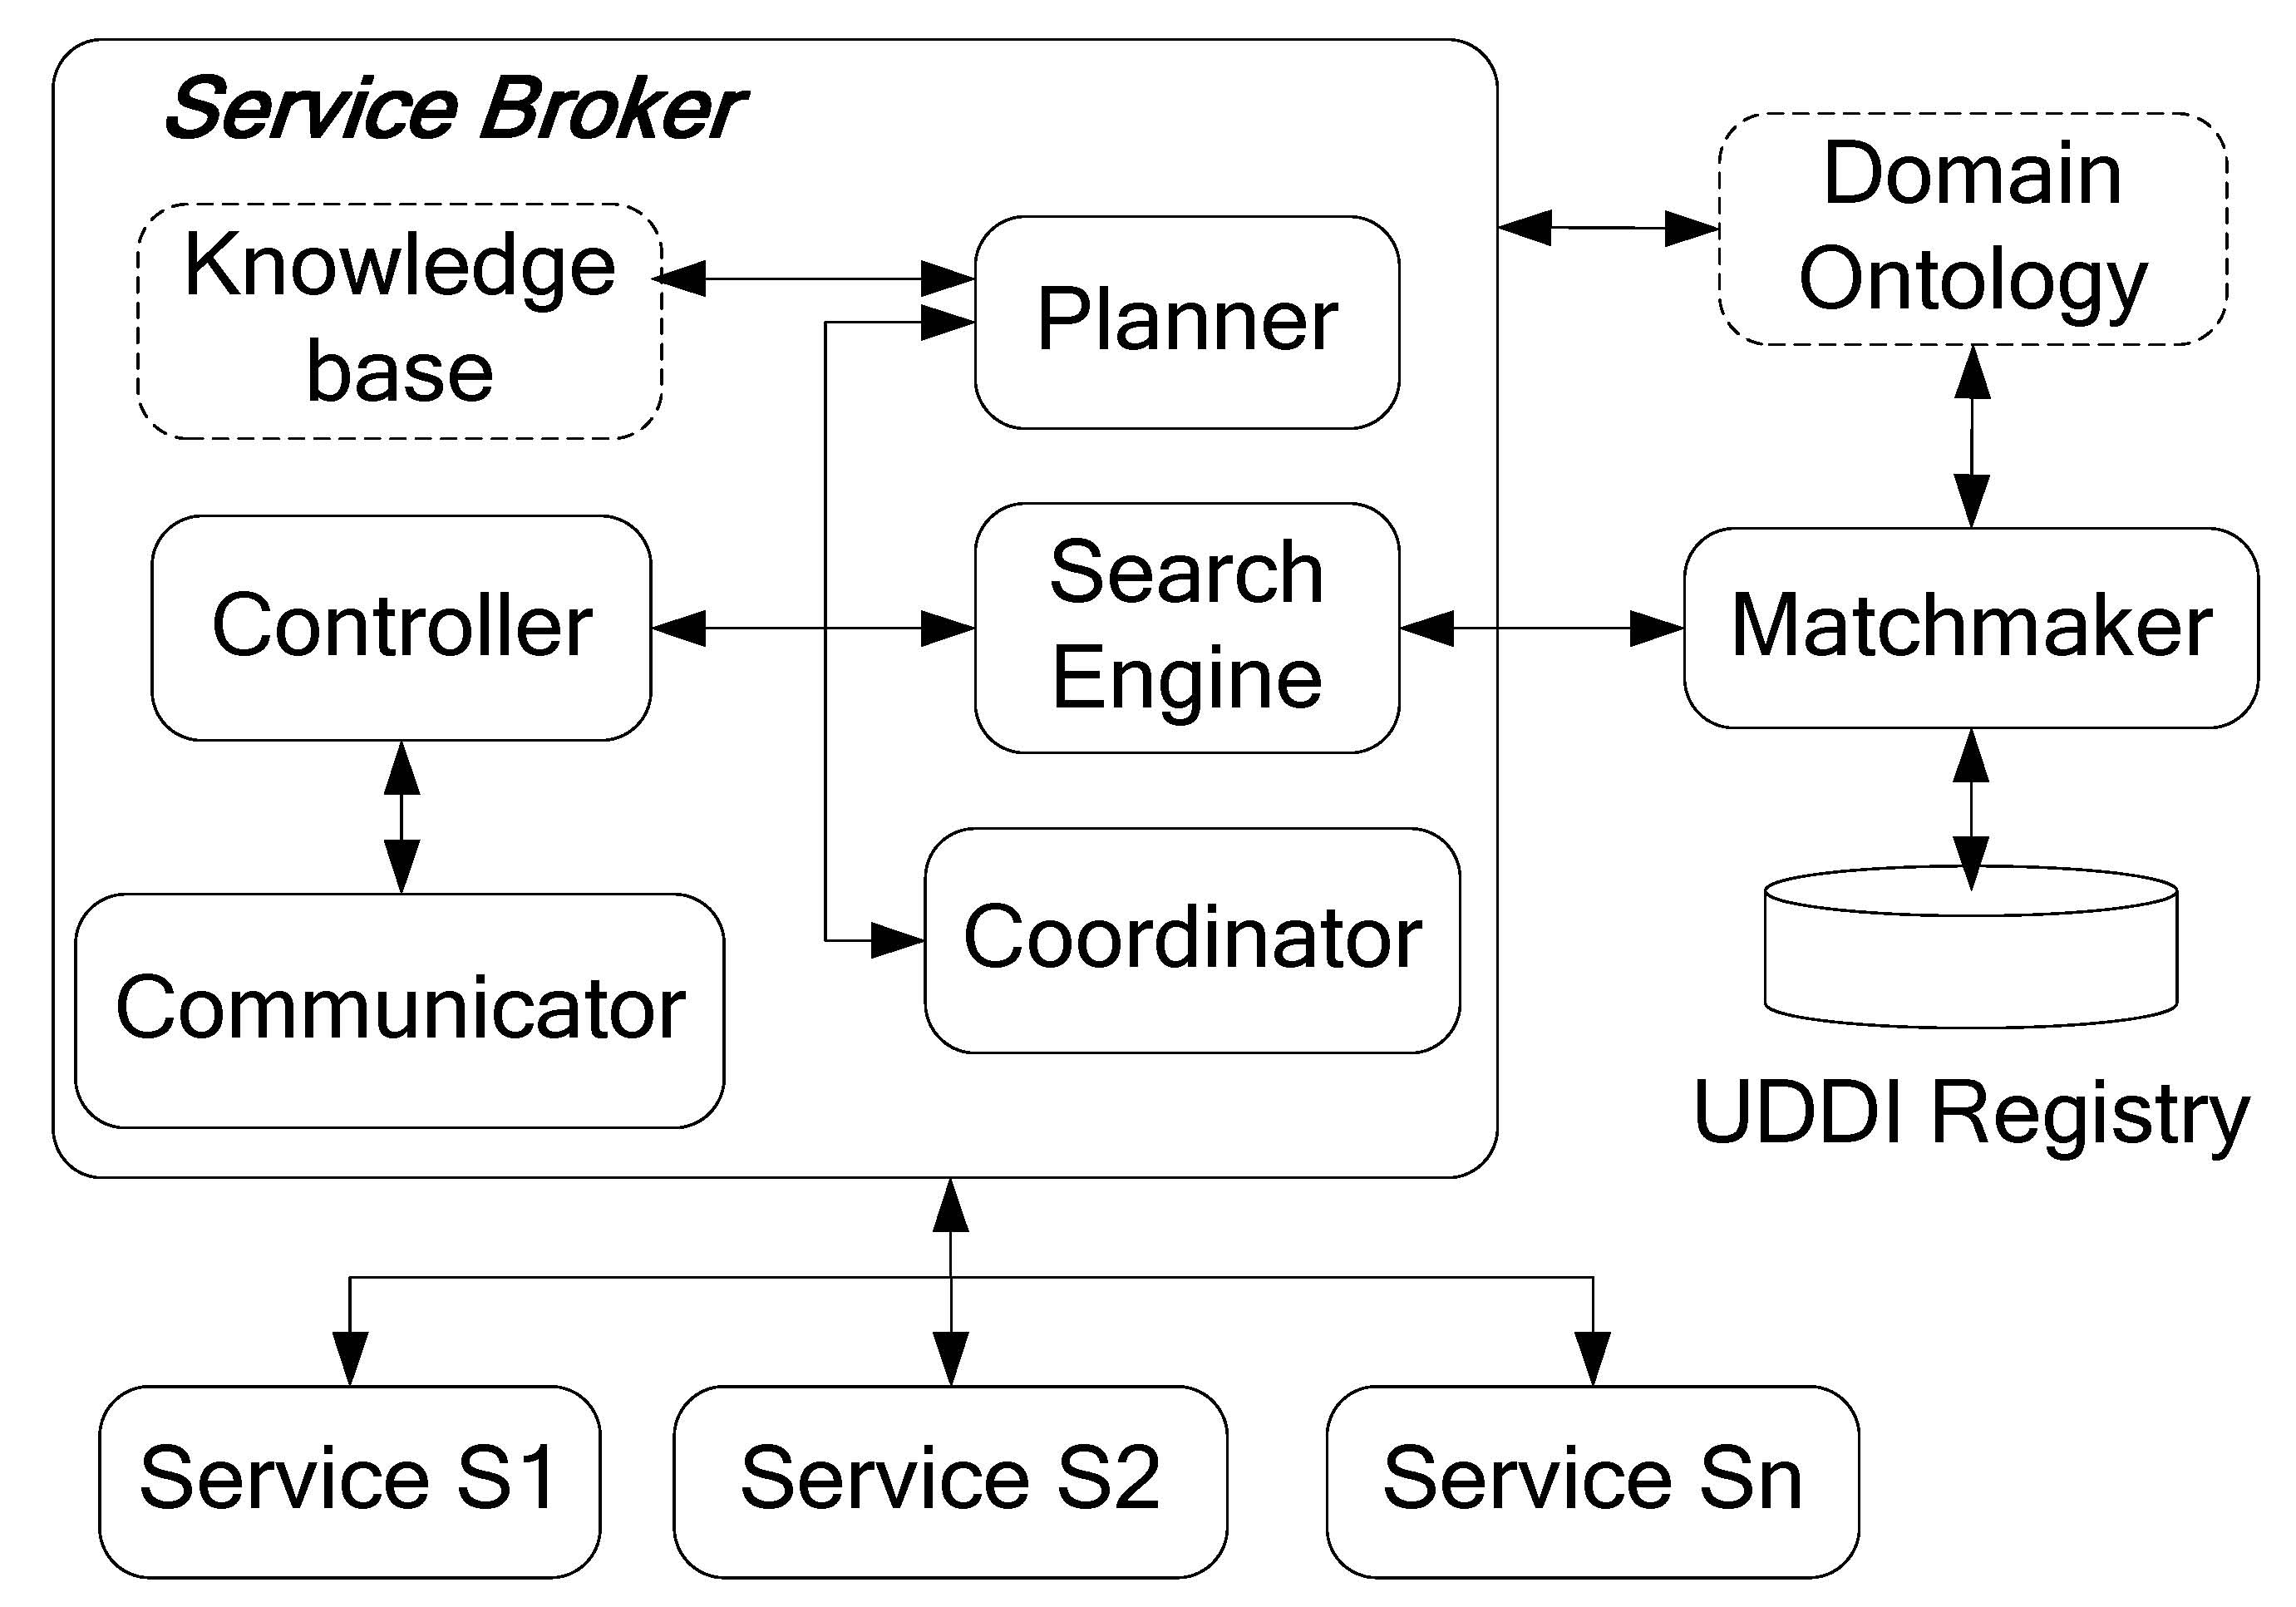 Service Broker
Knowledge
base
Planner
Domain
Ontology
Controller
Search
Engine
Matchmaker
Communicator
Coordinator
UDDI Registry
Service S1
Service S2
Service Sn